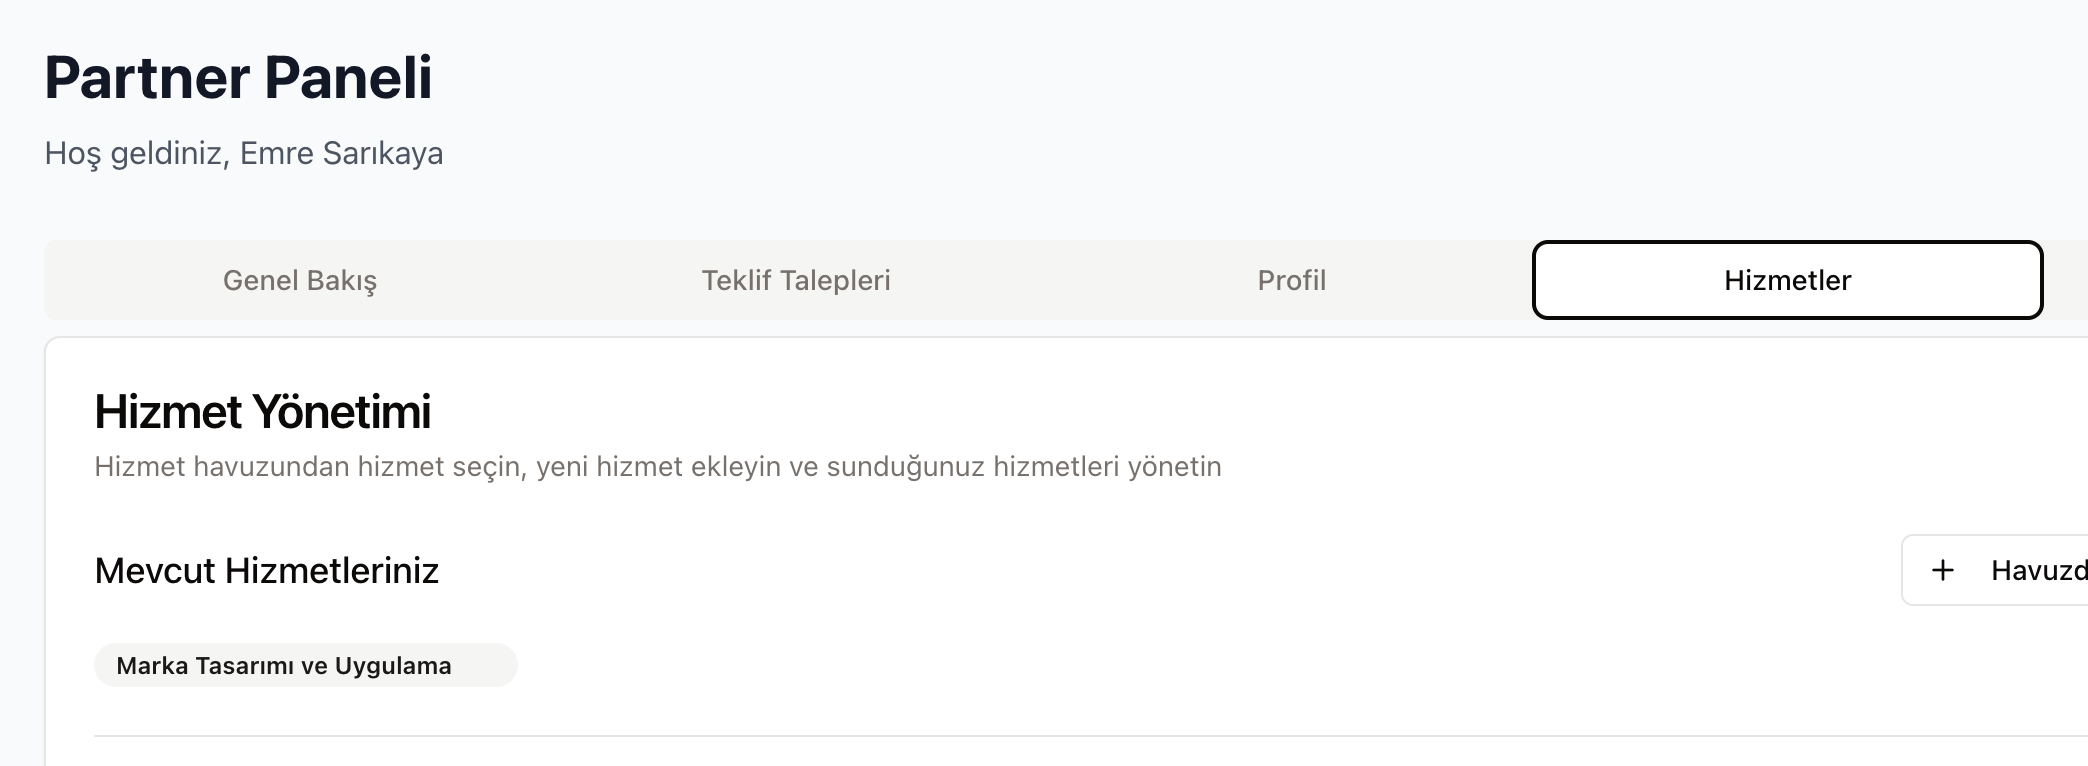 Partner Paneli
Hoş geldiniz, Emre Sarıkaya
Genel Bakış Teklif Talepleri Profil Hizmetler
Hizmet Yönetimi
Hizmet havuzundan hizmet seçin, yeni hizmet ekleyin ve sunduğunuz hizmetleri yönetin
Mevcut Hizmetleriniz
+ Havuzd
Marka Tasarımı ve Uygulama